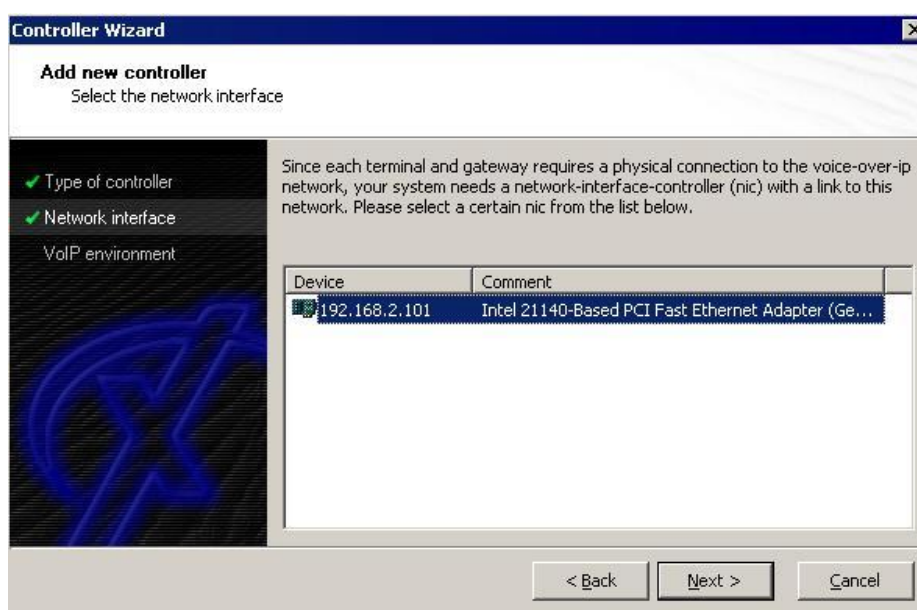 Controller Wizard
Add new controller
Select the network interface
Type of controller
Network interface
VoIP environment
Since each terminal and gateway requires a physical connection to the voice-over-ip
network, your system needs a network-interface-controller (nic) with a link to this
network. Please select a certain nic from the list below.
Device Comment
192.168.2.101 Intel 21140-Based PCI Fast Ethernet Adapter (Ge...
< Back Next > Cancel